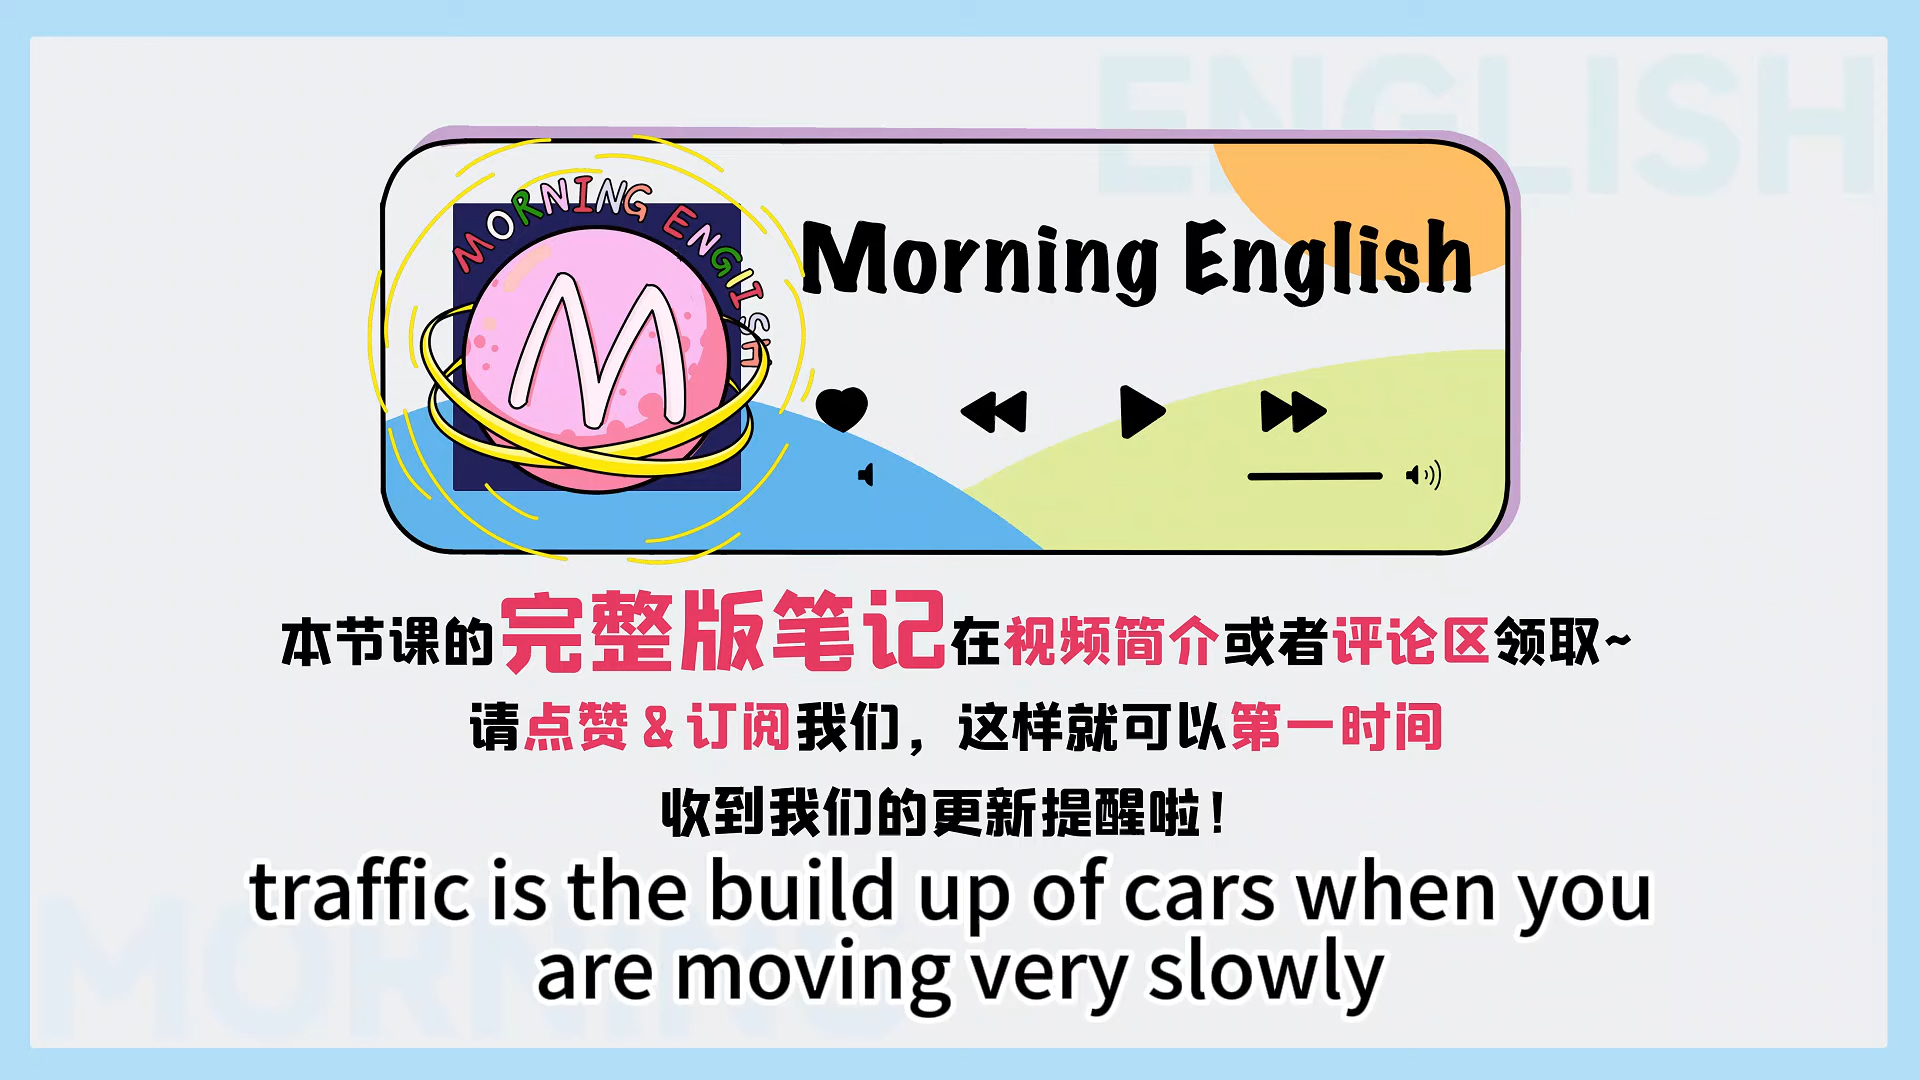 ENGLISH
MORNING ENGlISH
M
Morning English
本节课的完整版笔记在视频简介或者评论区领取~
请点赞&订阅我们，这样就可以第一时间
收到我们的更新提醒啦！
traffic is the build up of cars when you
are moving very slowly
MORNING